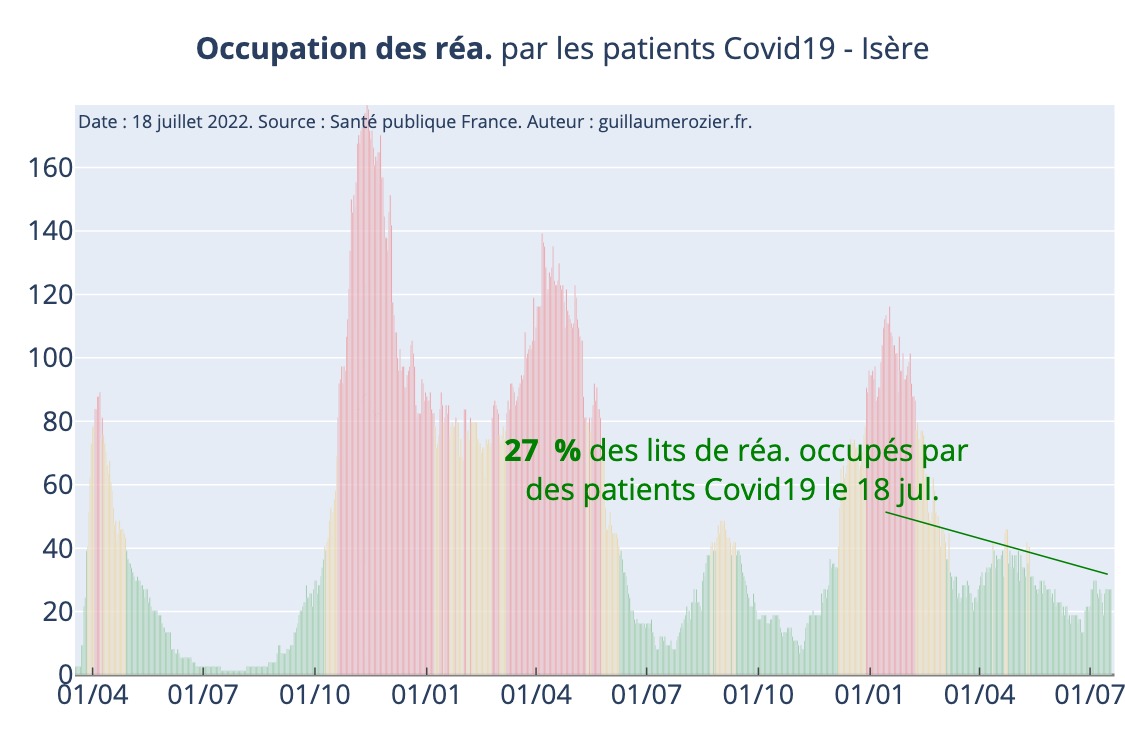 Occupation des réa. par les patients Covid19 - Isère
Date : 18 juillet 2022. Source : Santé publique France. Auteur : guillaumerozier.fr.
160
140
120
100
80
60
40
20
0
27 % des lits de réa. occupés par
des patients Covid19 le 18 jul.
01/04 01/07 01/10 01/01 01/04 01/07 01/10 01/01 01/04 01/07